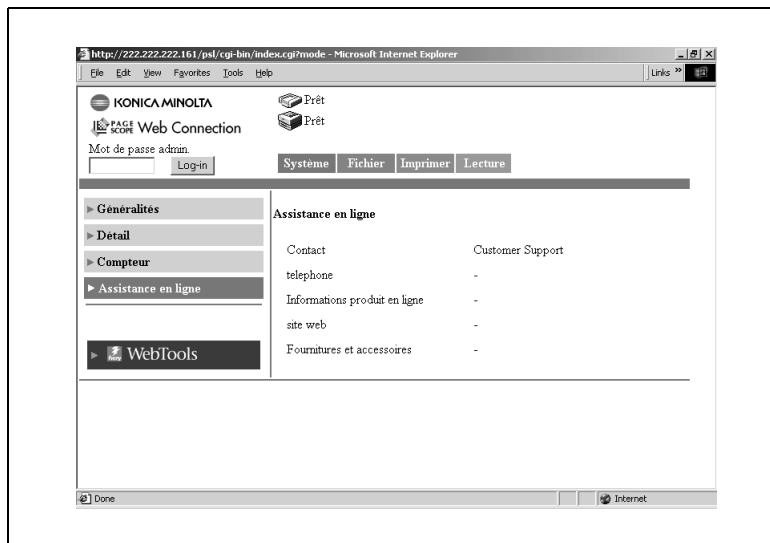 http://222.222.222.161/psl/cgi-bin/index.cgi?mode - Microsoft Internet Explorer
File Edit View Favorites Tools Help
Links »
KONICA MINOLTA
Prêt
PAGE SCOPE Web Connection
Prêt
Mot de passe admin.
Log-in
Système Fichier Imprimer Lecture
Généralités
Détail
Compteur
Assistance en ligne
WebTools
Assistance en ligne
Contact Customer Support
telephone -
Informations produit en ligne -
site web -
Fournitures et accessoires -
Done
Internet